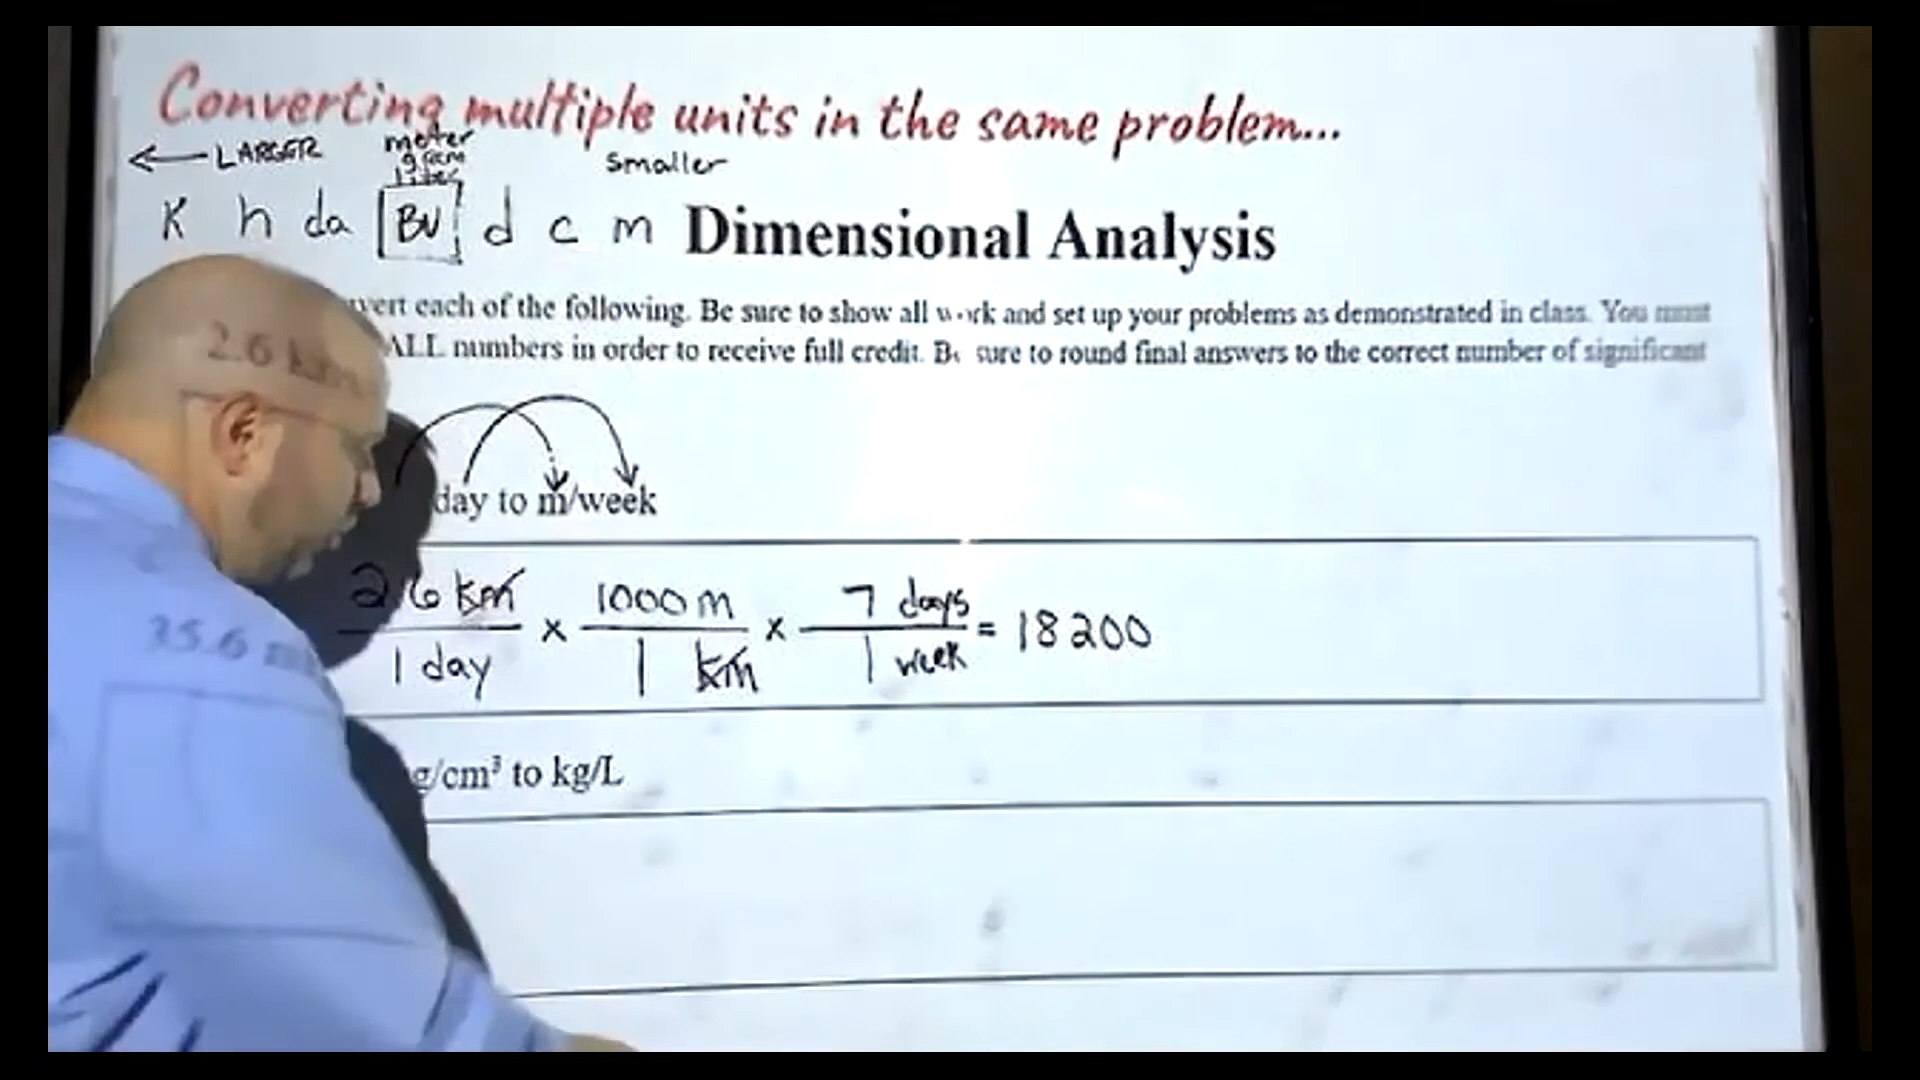 Converting multiple units in the same problem...
← LARGER meter gram liter smaller
K h da BU d c m Dimensional Analysis
each of the following. Be sure to show all work and set up your problems as demonstrated in class. You must
ALL numbers in order to receive full credit. Be sure to round final answers to the correct number of significant
2.6 km
day to m/week
2.6 km / 1 day x 1000 m / 1 km x 7 days / 1 week = 18200
35.6
g/cm³ to kg/L